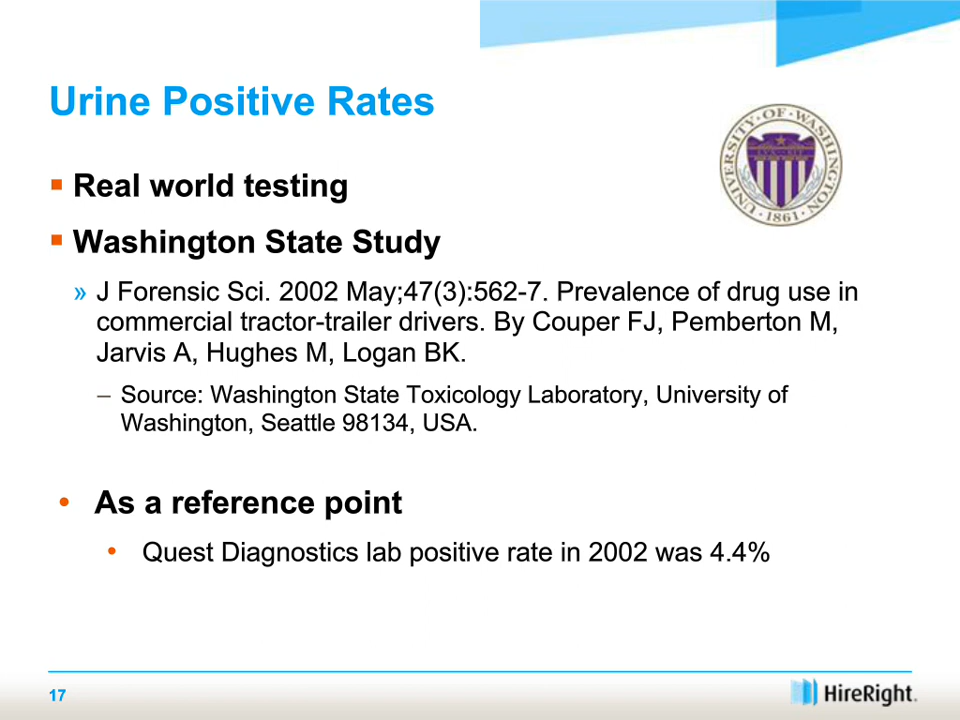 Urine Positive Rates
UNIVERSITY OF WASHINGTON
1861
▪ Real world testing
▪ Washington State Study
» J Forensic Sci. 2002 May;47(3):562-7. Prevalence of drug use in
commercial tractor-trailer drivers. By Couper FJ, Pemberton M,
Jarvis A, Hughes M, Logan BK.
– Source: Washington State Toxicology Laboratory, University of
Washington, Seattle 98134, USA.
• As a reference point
• Quest Diagnostics lab positive rate in 2002 was 4.4%
17
HireRight.